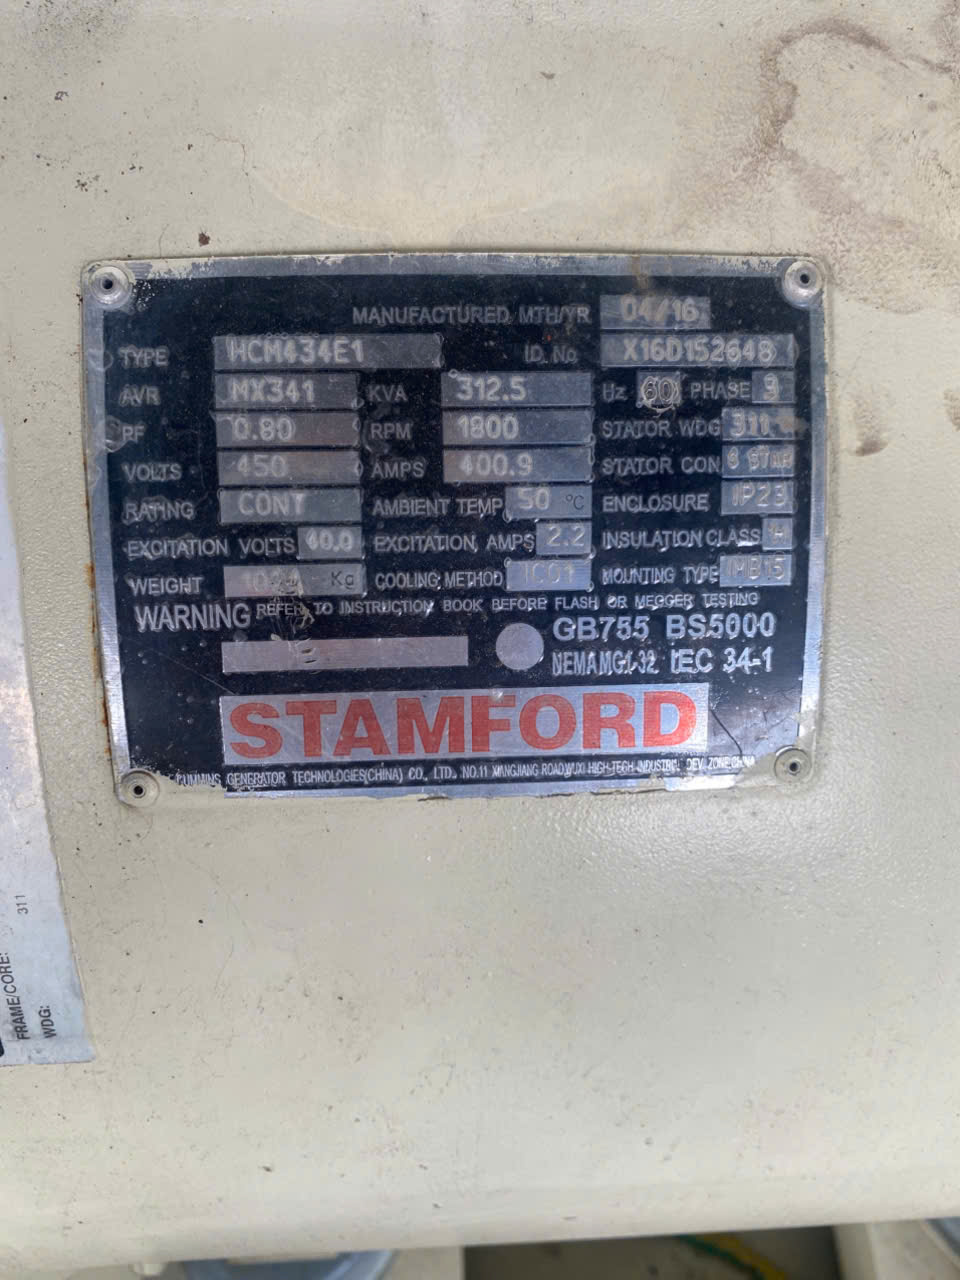 MANUFACTURED MTH/YR 04/16
TYPE HCM434E1 I.D. No. X16D152648
AVR MX341 KVA 312.5 Hz 60 PHASE 3
PF 0.80 RPM 1800 STATOR WDG 311
VOLTS 450 AMPS 400.9 STATOR CON STAR
RATING CONT AMBIENT TEMP 50 °C ENCLOSURE IP23
EXCITATION VOLTS 40.0 EXCITATION AMPS 2.2 INSULATION CLASS H
WEIGHT Kg COOLING METHOD IC01 MOUNTING TYPE IMB15
WARNING REFER TO INSTRUCTION BOOK BEFORE FLASH OR MEGGER TESTING
GB755 BS5000
NEMAMG1-32 IEC 34-1
STAMFORD
CUMMINS GENERATOR TECHNOLOGIES(CHINA) CO., LTD. NO.11 XIANGJIANG ROAD,WUXI HIGH-TECH INDUSTRIAL DEV. ZONE,CHINA
FRAME/CORE:
WDG: 311